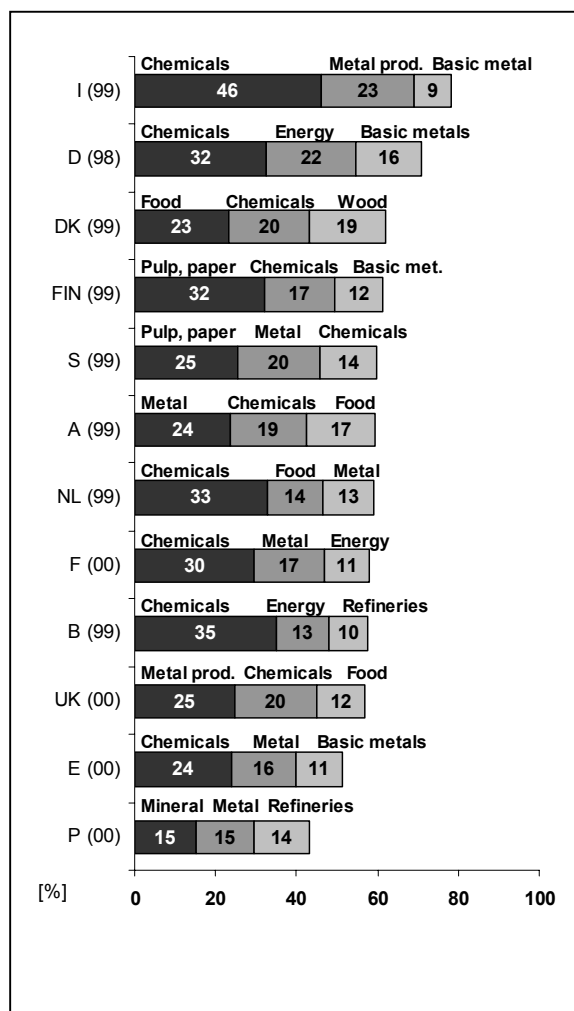 Chemicals Metal prod. Basic metal
I (99) 46 23 9
Chemicals Energy Basic metals
D (98) 32 22 16
Food Chemicals Wood
DK (99) 23 20 19
Pulp, paper Chemicals Basic met.
FIN (99) 32 17 12
Pulp, paper Metal Chemicals
S (99) 25 20 14
Metal Chemicals Food
A (99) 24 19 17
Chemicals Food Metal
NL (99) 33 14 13
Chemicals Metal Energy
F (00) 30 17 11
Chemicals Energy Refineries
B (99) 35 13 10
Metal prod. Chemicals Food
UK (00) 25 20 12
Chemicals Metal Basic metals
E (00) 24 16 11
Mineral Metal Refineries
P (00) 15 15 14
[%] 0 20 40 60 80 100